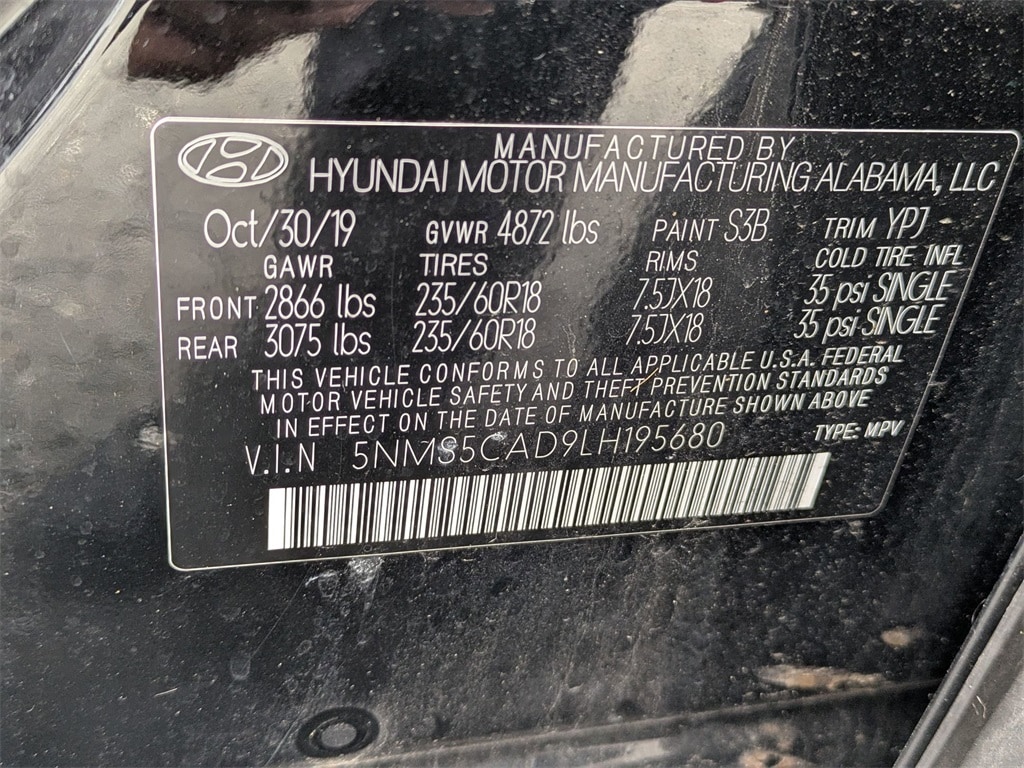 MANUFACTURED BY
HYUNDAI MOTOR MANUFACTURING ALABAMA, LLC
Oct/30/19 GVWR 4872 lbs PAINT S3B TRIM YPJ
GAWR TIRES RIMS COLD TIRE INFL
FRONT 2866 lbs 235/60R18 7.5JX18 35 psi SINGLE
REAR 3075 lbs 235/60R18 7.5JX18 35 psi SINGLE
THIS VEHICLE CONFORMS TO ALL APPLICABLE U.S.A. FEDERAL
MOTOR VEHICLE SAFETY AND THEFT PREVENTION STANDARDS
IN EFFECT ON THE DATE OF MANUFACTURE SHOWN ABOVE
V.I.N 5NMS5CAD9LH195680 TYPE: MPV